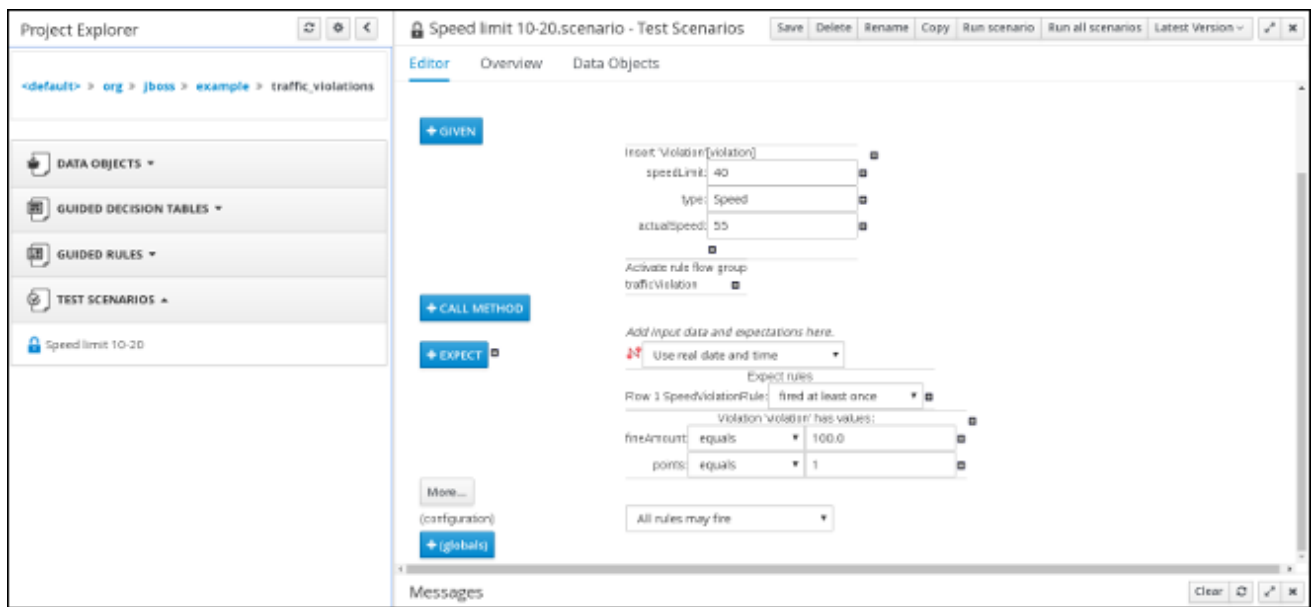 Project Explorer
<default> » org » jboss » example » traffic_violations
DATA OBJECTS
GUIDED DECISION TABLES
GUIDED RULES
TEST SCENARIOS
Speed limit 10-20
Speed limit 10-20.scenario - Test Scenarios
Save Delete Rename Copy Run scenario Run all scenarios Latest Version
Editor Overview Data Objects
+ GIVEN
Insert 'Violation'[violation]
speedLimit: 40
type: Speed
actualSpeed: 55
Activate rule flow group
trafficViolation
+ CALL METHOD
Add input data and expectations here.
+ EXPECT
Use real date and time
Expect rules
Row 1 SpeedViolationRule: fired at least once
Violation 'violation' has values:
fineAmount: equals 100.0
points: equals 1
More...
(configuration) All rules may fire
+ (globals)
Messages
Clear